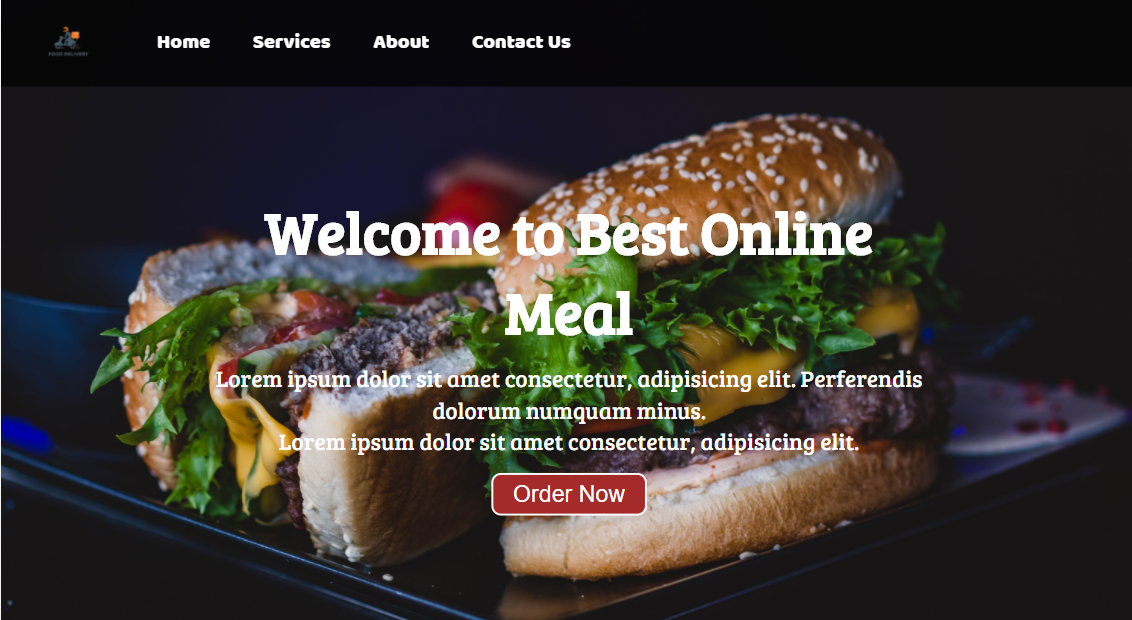 Home Services About Contact Us
Welcome to Best Online
Meal
Lorem ipsum dolor sit amet consectetur, adipisicing elit. Perferendis
dolorum numquam minus.
Lorem ipsum dolor sit amet consectetur, adipisicing elit.
Order Now